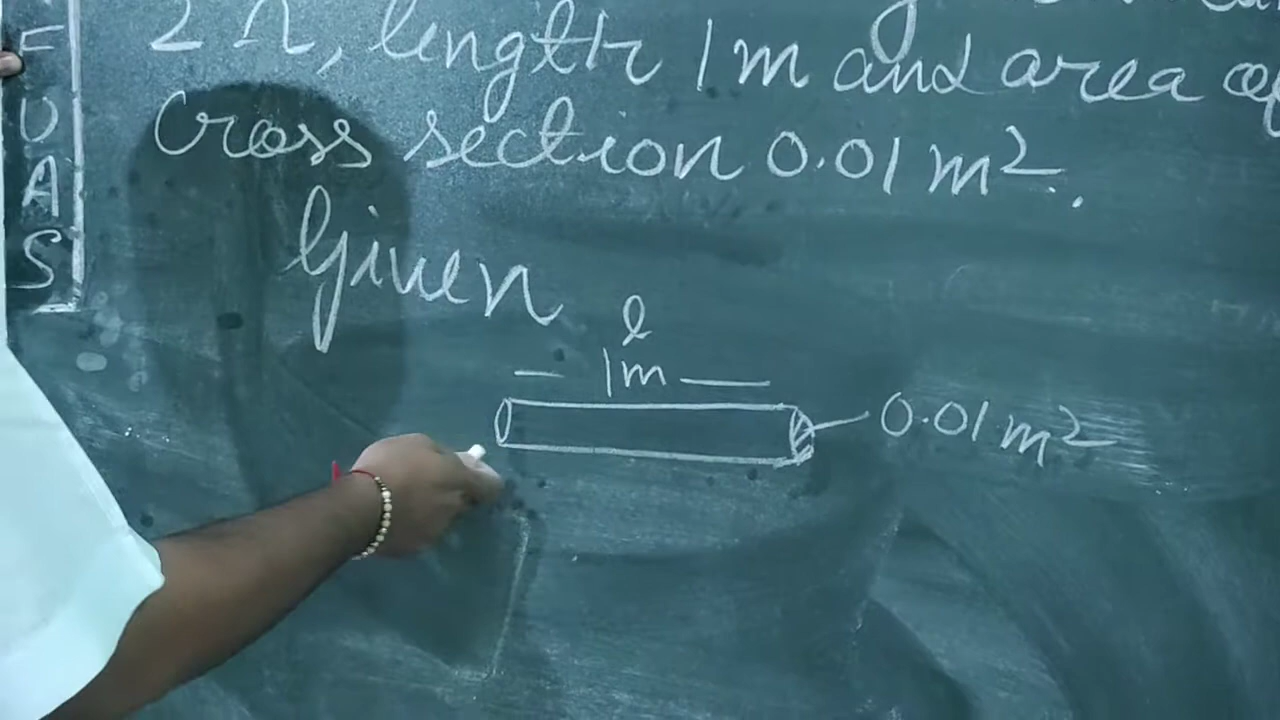 2 Ω, length 1m and area of
Cross section 0.01 m².
Given
l
1m
0.01 m²
F
U
A
S